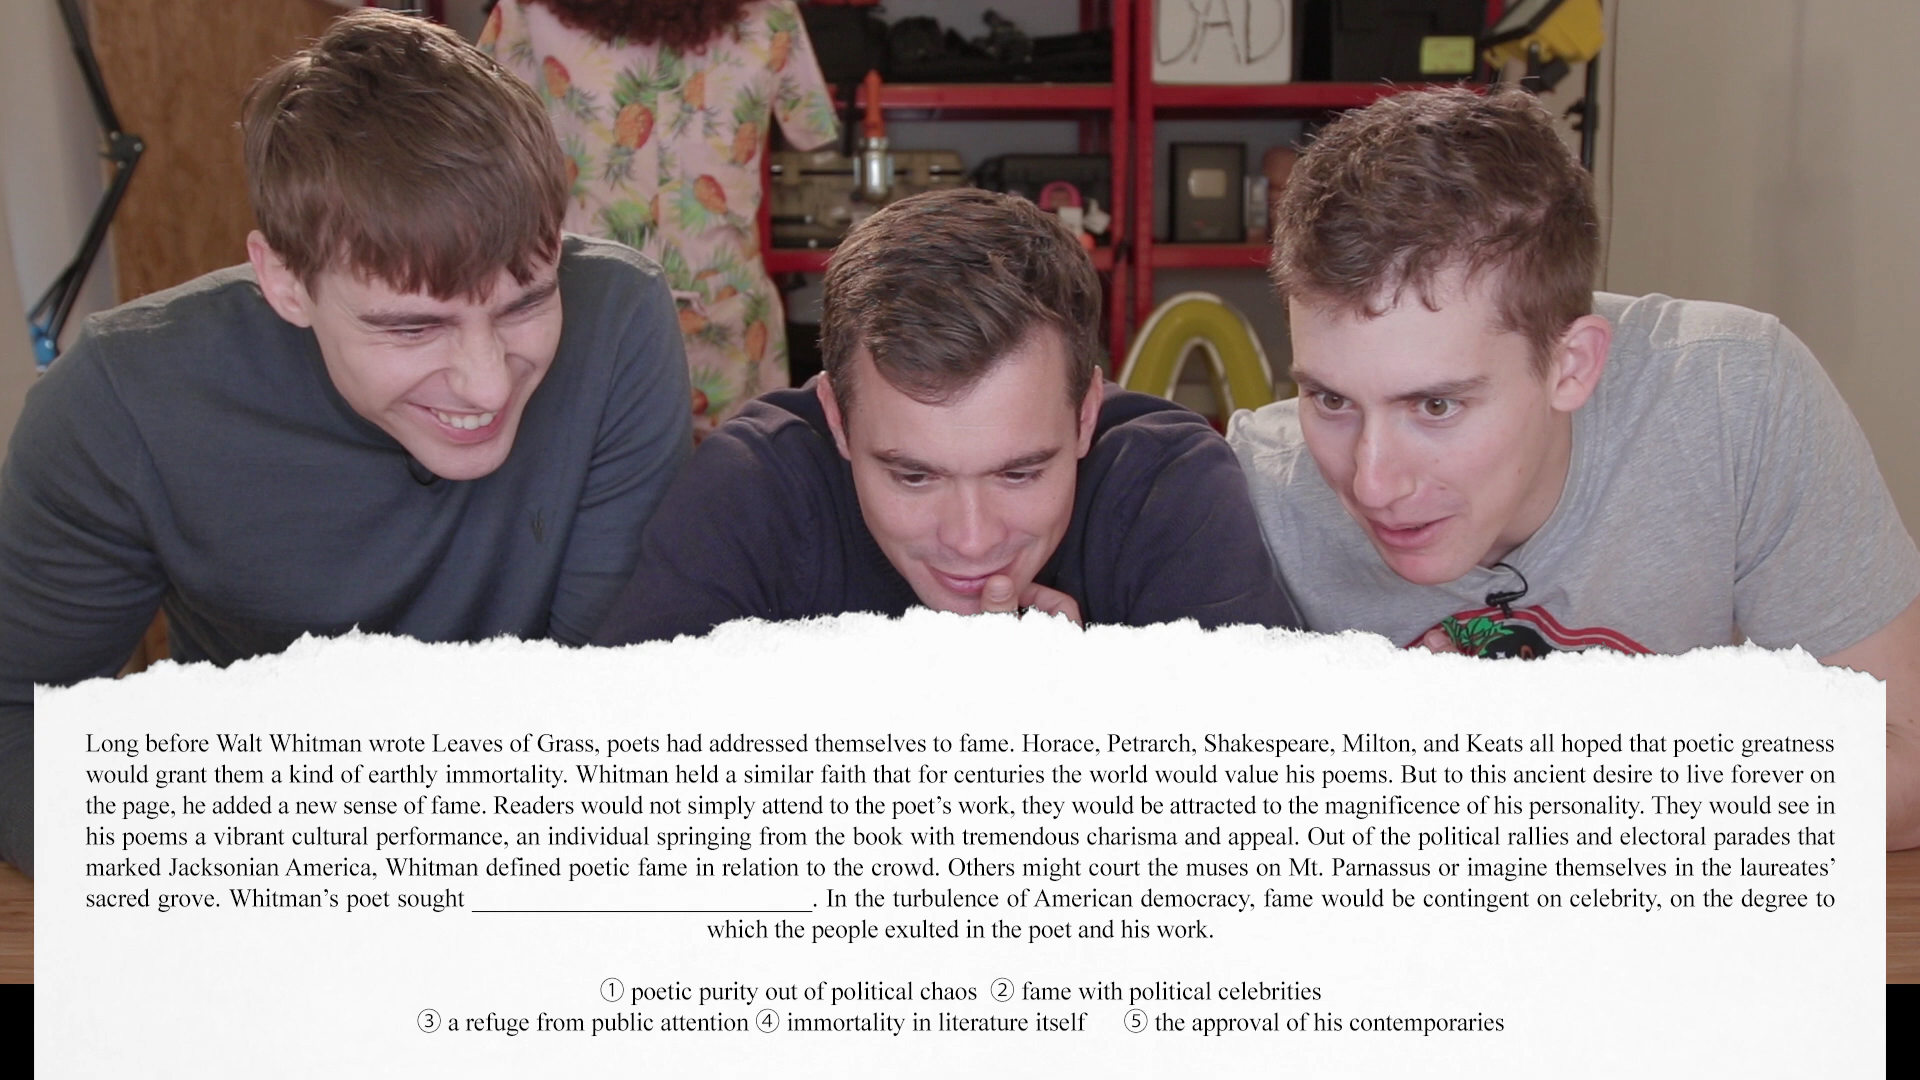 DAD
Long before Walt Whitman wrote Leaves of Grass, poets had addressed themselves to fame. Horace, Petrarch, Shakespeare, Milton, and Keats all hoped that poetic greatness
would grant them a kind of earthly immortality. Whitman held a similar faith that for centuries the world would value his poems. But to this ancient desire to live forever on
the page, he added a new sense of fame. Readers would not simply attend to the poet’s work, they would be attracted to the magnificence of his personality. They would see in
his poems a vibrant cultural performance, an individual springing from the book with tremendous charisma and appeal. Out of the political rallies and electoral parades that
marked Jacksonian America, Whitman defined poetic fame in relation to the crowd. Others might court the muses on Mt. Parnassus or imagine themselves in the laureates’
sacred grove. Whitman’s poet sought ___________________________. In the turbulence of American democracy, fame would be contingent on celebrity, on the degree to
which the people exulted in the poet and his work.
① poetic purity out of political chaos ② fame with political celebrities
③ a refuge from public attention ④ immortality in literature itself ⑤ the approval of his contemporaries